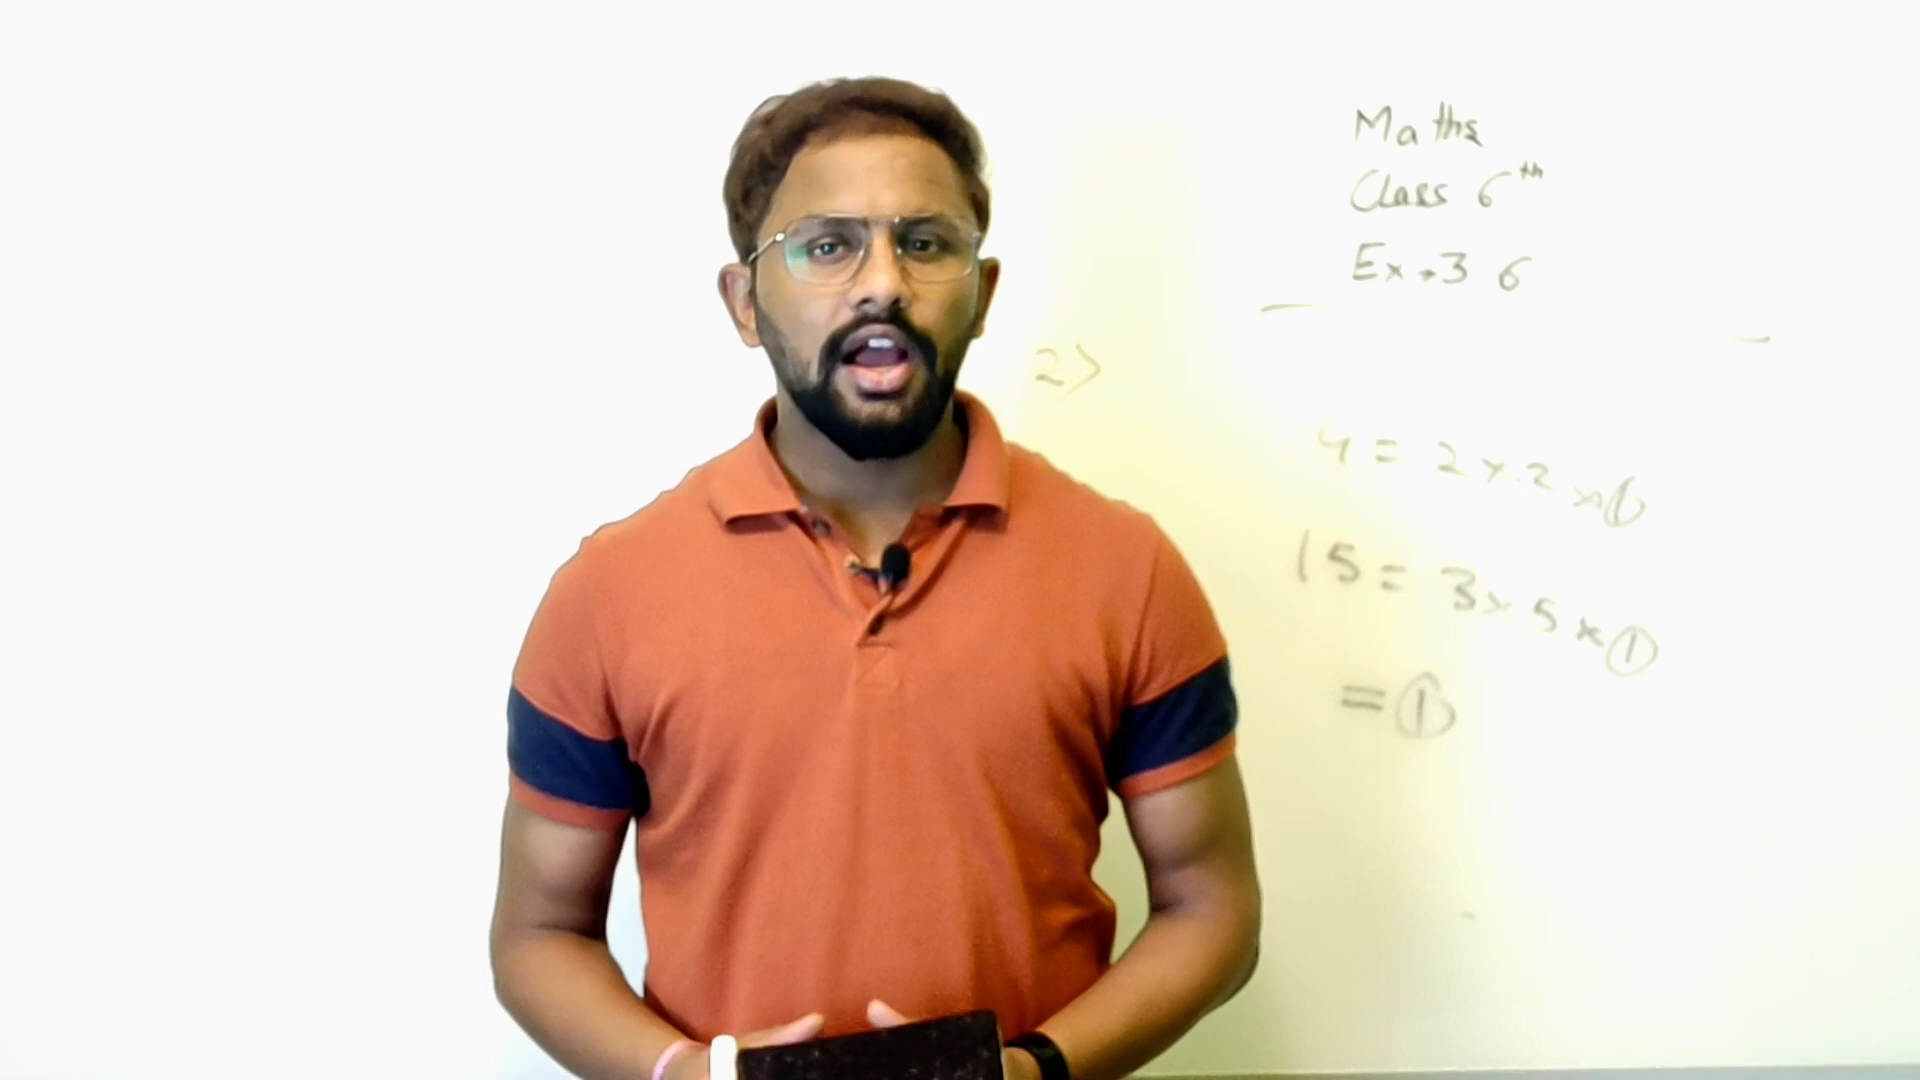 Maths
Class 6th
Ex.3 6
2>
4 = 2 x 2 x 1
15 = 3 x 5 x 1
= 1